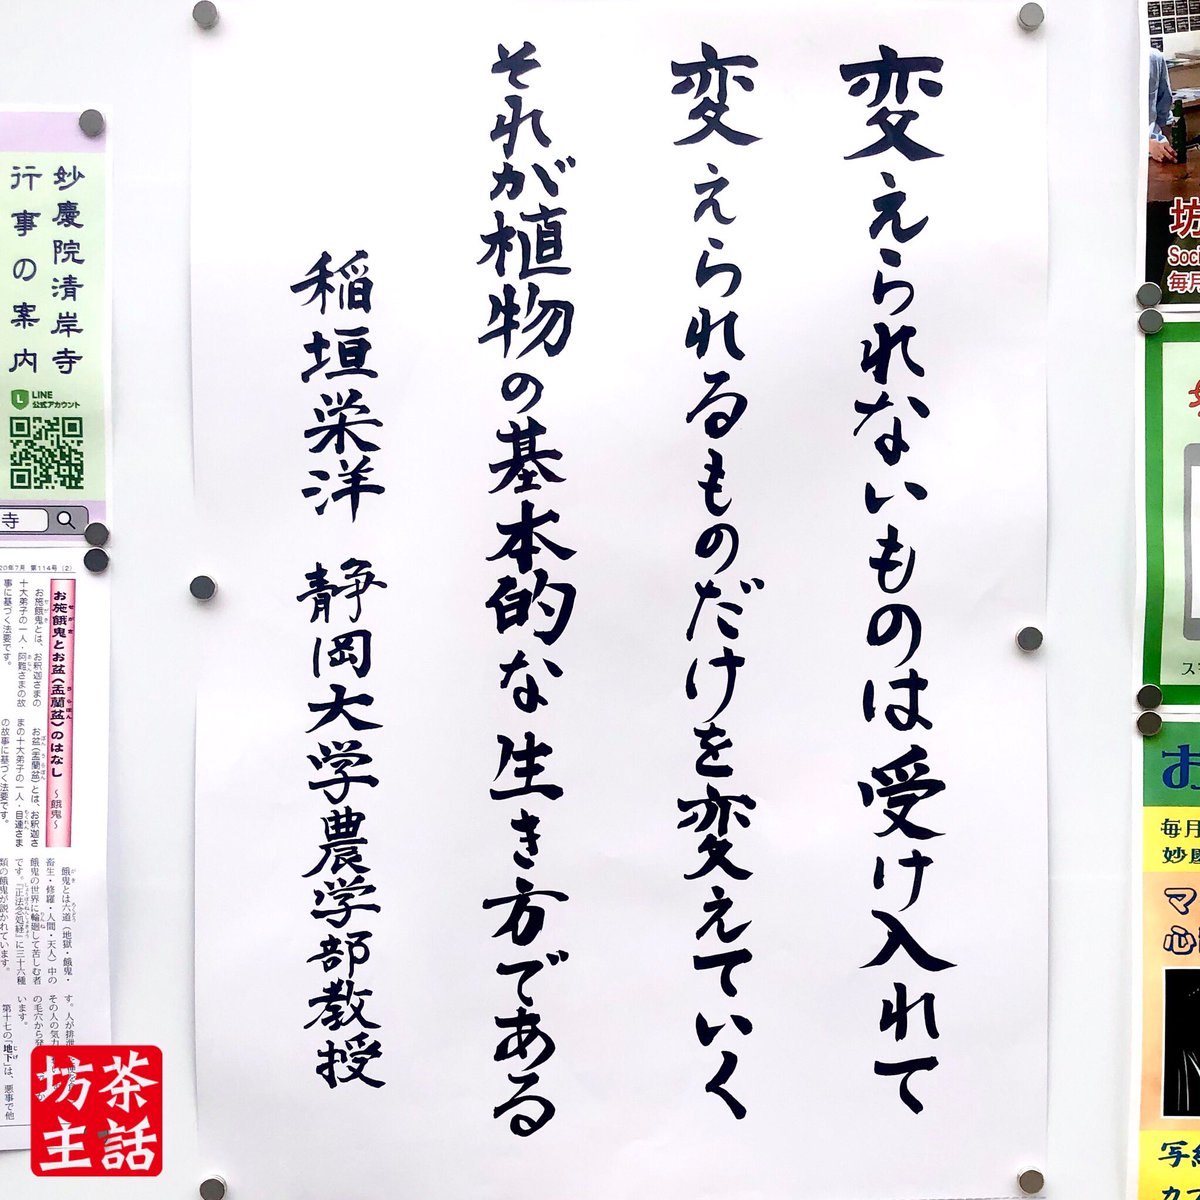 変えられないものは受け入れて
変えられるものだけを変えていく
それが植物の基本的な生き方である
稲垣栄洋 静岡大学農学部教授
妙慶院清岸寺
行事の案内
LINE
公式アカウント
寺
20年7月 第114号(2)
お施餓鬼とお盆(盂蘭盆)のはなし ～餓鬼～
お施餓鬼とは、お釈迦さまの
十大弟子の一人・阿難さまの故
事に基づく法要です。
お盆(盂蘭盆)とは、お釈迦さ
まの十大弟子の一人・目連さま
の故事に基づく法要です。
餓鬼とは六道(地獄・餓鬼・
畜生・修羅・人間・天人)中の
餓鬼の世界に輪廻して苦しむ者
です。『正法念処経』に三十六種
類の餓鬼が説かれています。
す。人が排泄
その人の気力
の毛穴から発
います。
第十七の「地下」は、悪事で他
坊
Soci
毎月
ス
お
毎月
妙慶
マ
心
写経
カ
茶話
坊主